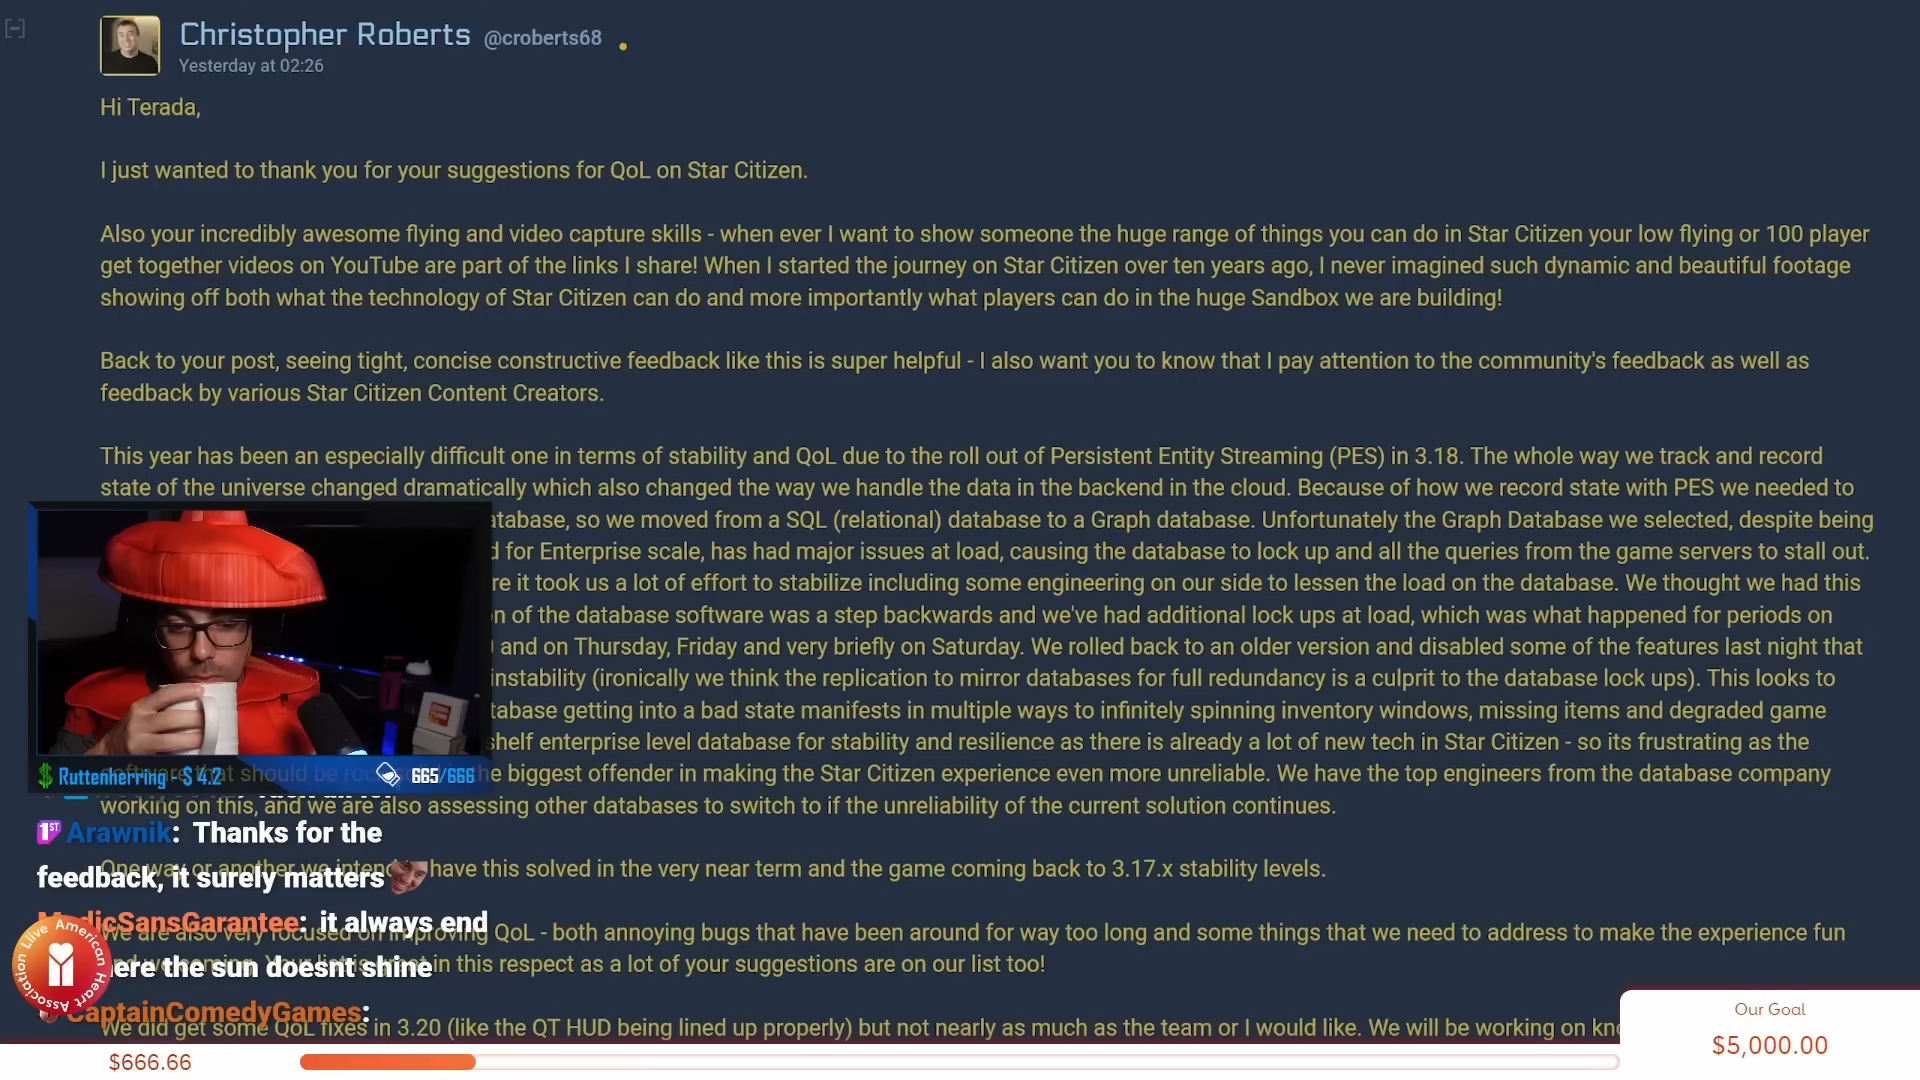 [-]
Christopher Roberts @croberts68
Yesterday at 02:26
Hi Terada,
I just wanted to thank you for your suggestions for QoL on Star Citizen.
Also your incredibly awesome flying and video capture skills - when ever I want to show someone the huge range of things you can do in Star Citizen your low flying or 100 player
get together videos on YouTube are part of the links I share! When I started the journey on Star Citizen over ten years ago, I never imagined such dynamic and beautiful footage
showing off both what the technology of Star Citizen can do and more importantly what players can do in the huge Sandbox we are building!
Back to your post, seeing tight, concise constructive feedback like this is super helpful - I also want you to know that I pay attention to the community's feedback as well as
feedback by various Star Citizen Content Creators.
This year has been an especially difficult one in terms of stability and QoL due to the roll out of Persistent Entity Streaming (PES) in 3.18. The whole way we track and record
state of the universe changed dramatically which also changed the way we handle the data in the backend in the cloud. Because of how we record state with PES we needed to
atabase, so we moved from a SQL (relational) database to a Graph database. Unfortunately the Graph Database we selected, despite being
d for Enterprise scale, has had major issues at load, causing the database to lock up and all the queries from the game servers to stall out.
re it took us a lot of effort to stabilize including some engineering on our side to lessen the load on the database. We thought we had this
n of the database software was a step backwards and we've had additional lock ups at load, which was what happened for periods on
and on Thursday, Friday and very briefly on Saturday. We rolled back to an older version and disabled some of the features last night that
instability (ironically we think the replication to mirror databases for full redundancy is a culprit to the database lock ups). This looks to
tabase getting into a bad state manifests in multiple ways to infinitely spinning inventory windows, missing items and degraded game
shelf enterprise level database for stability and resilience as there is already a lot of new tech in Star Citizen - so its frustrating as the
software that should be he biggest offender in making the Star Citizen experience even more unreliable. We have the top engineers from the database company
working on this, and we are also assessing other databases to switch to if the unreliability of the current solution continues.
One way or another we intend have this solved in the very near term and the game coming back to 3.17.x stability levels.
We are also very focused on improving QoL - both annoying bugs that have been around for way too long and some things that we need to address to make the experience fun
in this respect as a lot of your suggestions are on our list too!
We did get some QoL fixes in 3.20 (like the QT HUD being lined up properly) but not nearly as much as the team or I would like. We will be working on kn
$ Ruttenherring - $ 4.2
665/666
1ST Arawnik: Thanks for the
feedback, it surely matters
MedicSansGarantee: it always end
ere the sun doesnt shine
CaptainComedyGames:
Live American Heart Association
$666.66
Our Goal
$5,000.00